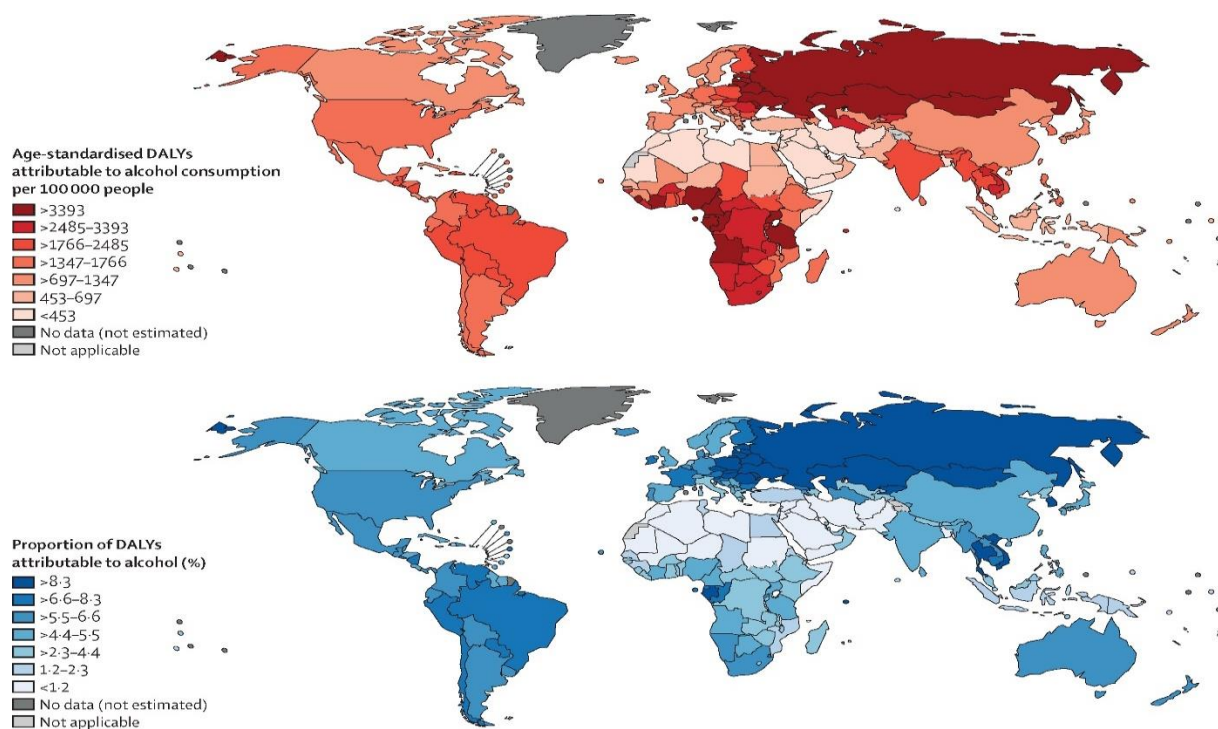 Age-standardised DALYs
attributable to alcohol consumption
per 100 000 people
>3393
>2485–3393
>1766–2485
>1347–1766
>697–1347
453–697
<453
No data (not estimated)
Not applicable
Proportion of DALYs
attributable to alcohol (%)
>8·3
>6·6–8·3
>5·5–6·6
>4·4–5·5
>2·3–4·4
1·2–2·3
<1·2
No data (not estimated)
Not applicable